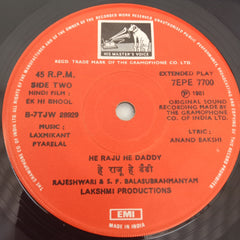 HIS MASTER'S VOICE
REGD. TRADE MARK OF THE GRAMOPHONE CO. LTD.
45 R.P.M.
SIDE TWO
HINDI FILM :
EK HI BHOOL
B-7TJW 28929
MUSIC :
LAXMIKANT
PYARELAL
EXTENDED PLAY
7EPE 7700
℗ 1981
ORIGINAL SOUND
RECORDING MADE BY
THE GRAMOPHONE
CO. OF INDIA LTD.
LYRIC :
ANAND BAKSHI
HE RAJU HE DADDY
हे राजू हे डैडी
RAJESHWARI & S. P. BALASUBRAHMANYAM
LAKSHMI PRODUCTIONS
EMI
MADE IN INDIA